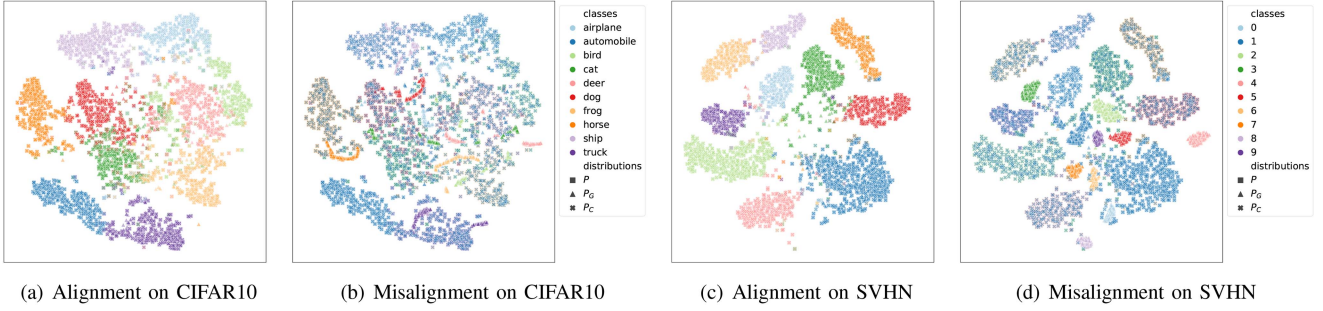 classes
airplane
automobile
bird
cat
deer
dog
frog
horse
ship
truck
distributions
P
P_G
P_C
classes
0
1
2
3
4
5
6
7
8
9
distributions
P
P_G
P_C
(a) Alignment on CIFAR10
(b) Misalignment on CIFAR10
(c) Alignment on SVHN
(d) Misalignment on SVHN